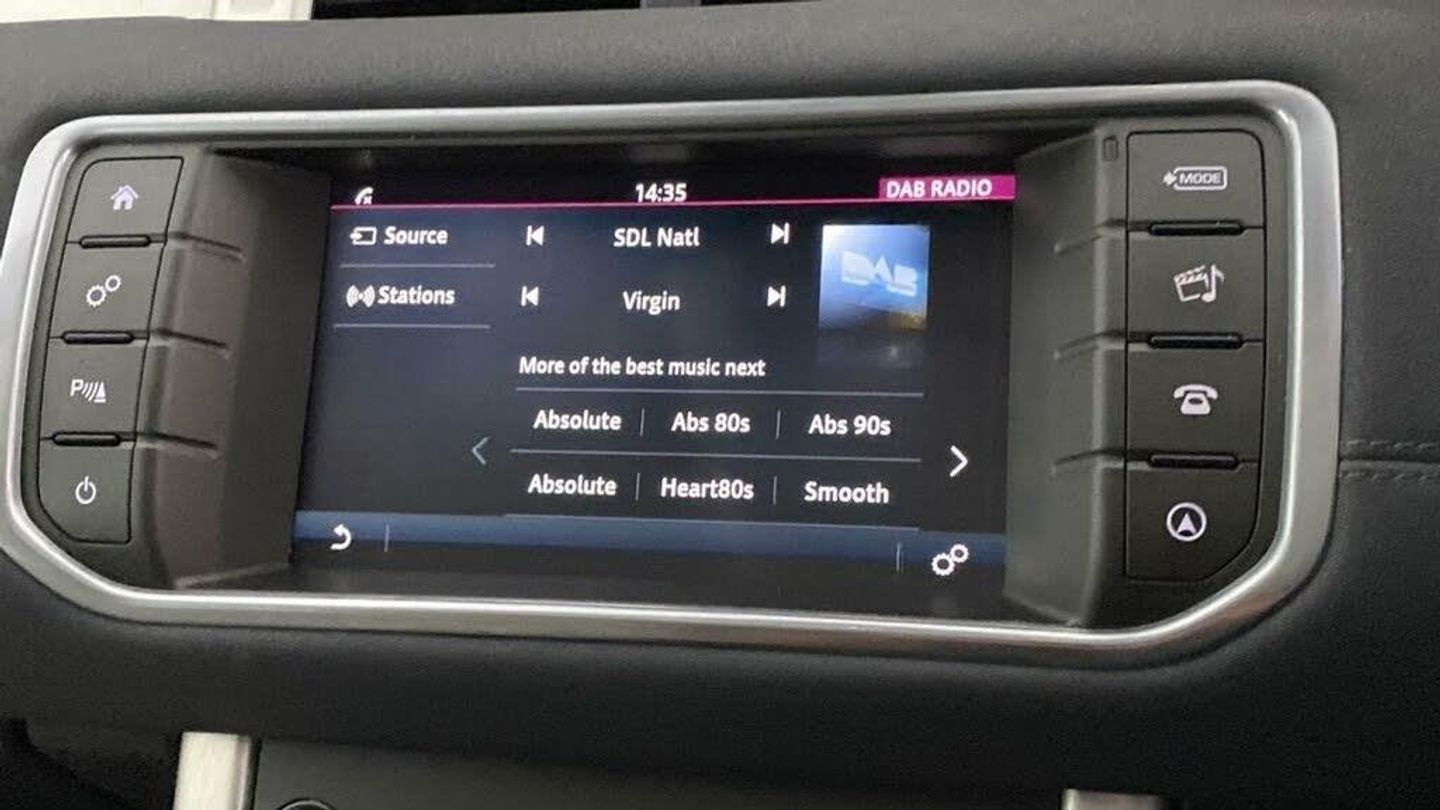 14:35 DAB RADIO
Source SDL Natl
DAB
Stations Virgin
More of the best music next
Absolute Abs 80s Abs 90s
Absolute Heart80s Smooth
MODE
P